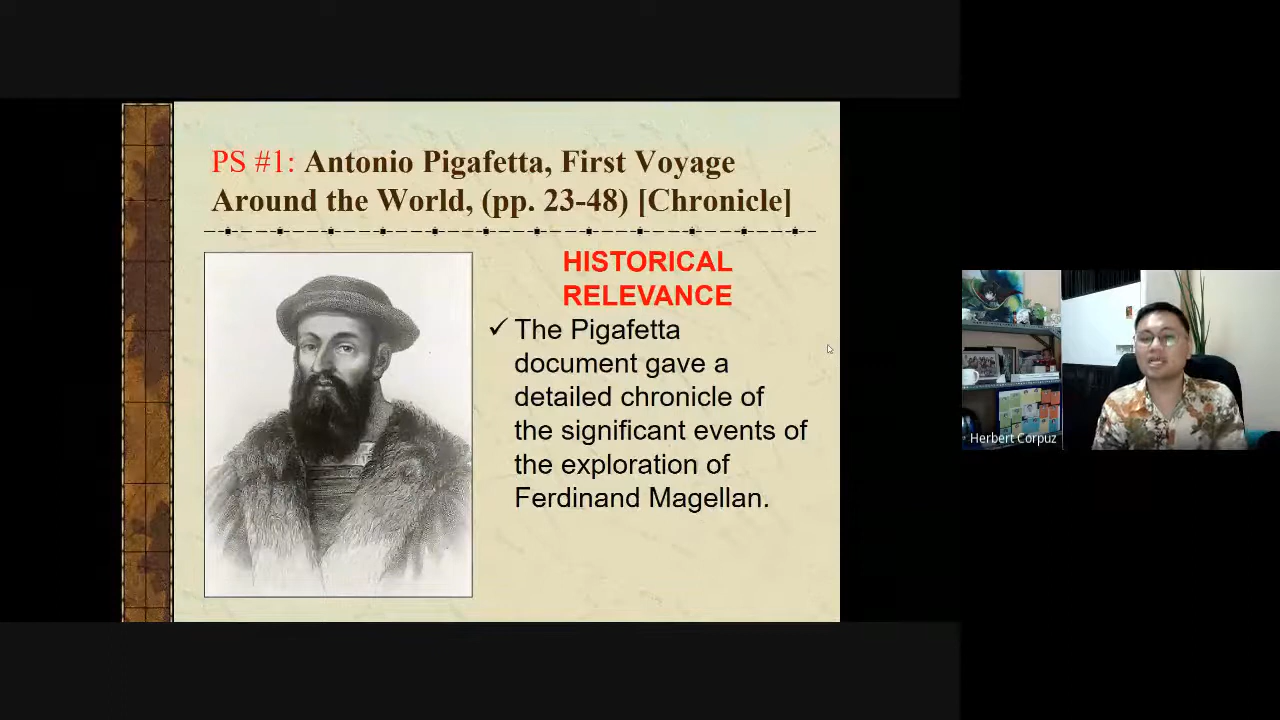 PS #1: Antonio Pigafetta, First Voyage
Around the World, (pp. 23-48) [Chronicle]
HISTORICAL
RELEVANCE
✓ The Pigafetta
document gave a
detailed chronicle of
the significant events of
the exploration of
Ferdinand Magellan.
Herbert Corpuz